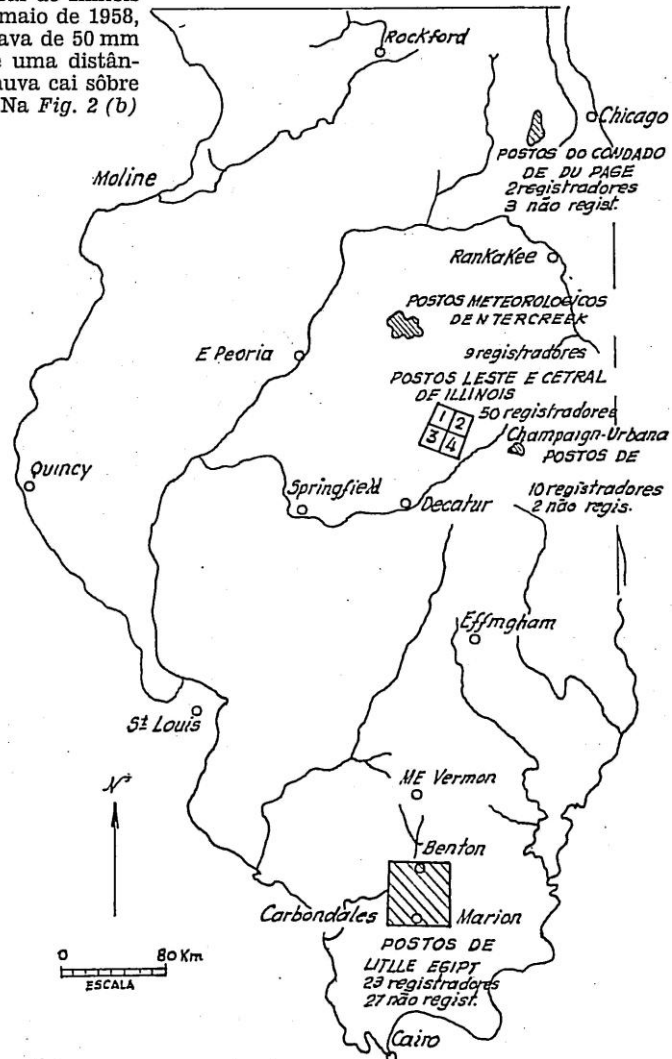 maio de 1958,
ava de 50 mm
uma distân-
uva cai sôbre
Na Fig. 2 (b)
Rockford
Chicago
POSTOS DO CONDADO
DE DU PAGE
2 registradores
3 não regist.
Moline
RanKaKee
POSTOS METEOROLOGICOS
DE NTERCREEK
E Peoria
9 registradores
POSTOS LESTE E CETRAL
DE ILLINOIS
1 2
3 4
50 registradores
Champaign-Urbana
POSTOS DE
Quincy
Springfield
Decatur
10 registradores
2 não regis.
Effmgham
St Louis
ME Vermon
N
Benton
Carbondales
Marion
POSTOS DE
LITLLE EGIPT
23 registradores
27 não regist.
0 80 Km
ESCALA
Cairo